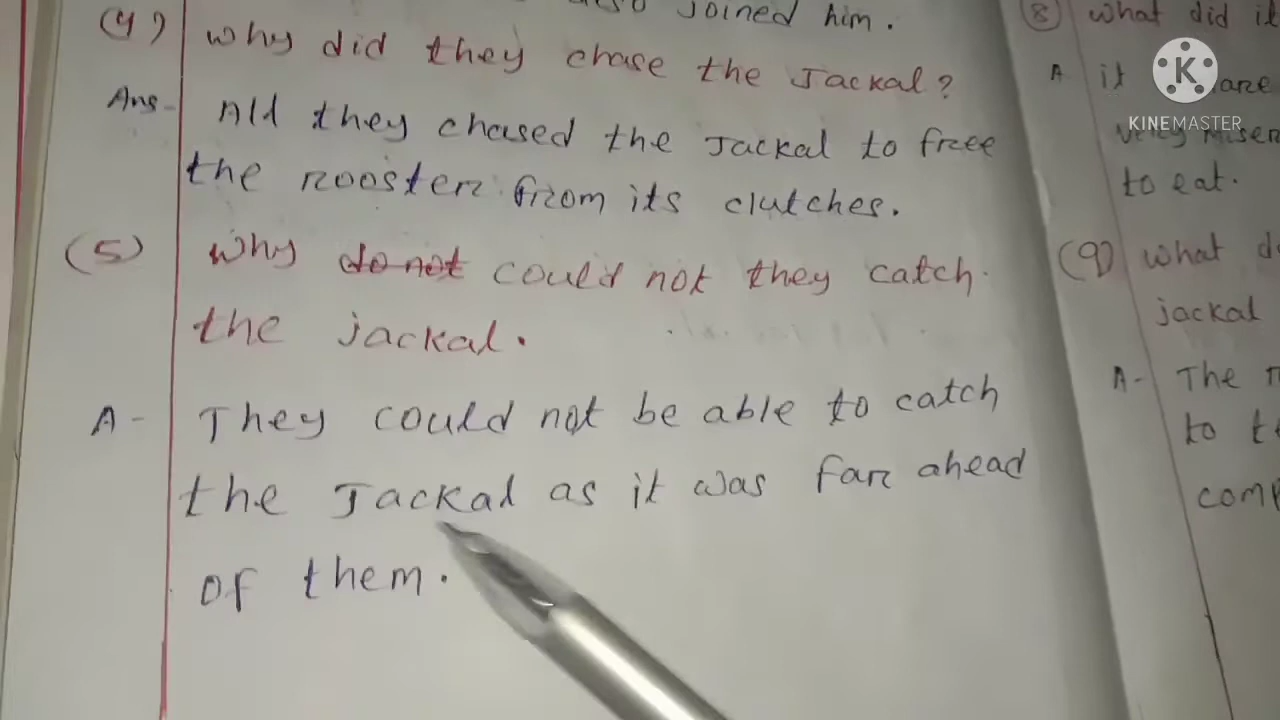 also joined him.
(4) Why did they chase the Jackal?
Ans- All they chased the Jackal to free
the rooster from its clutches.
(5) Why do not could not they catch
the jackal.
A- They could not be able to catch
the Jackal as it was far ahead
of them.
(8) What did it
A it
to eat.
(9) What
jackal
A- The
to
KINEMASTER